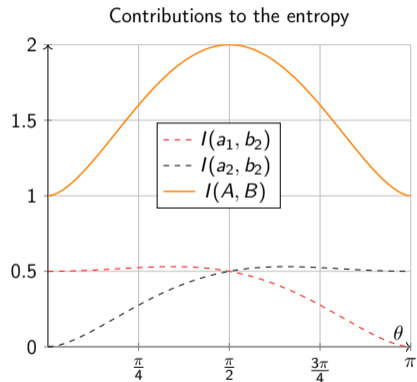 Contributions to the entropy
2
1.5
1
0.5
0
I(a₁, b₂)
I(a₂, b₂)
I(A, B)
θ
π/4
π/2
3π/4
π